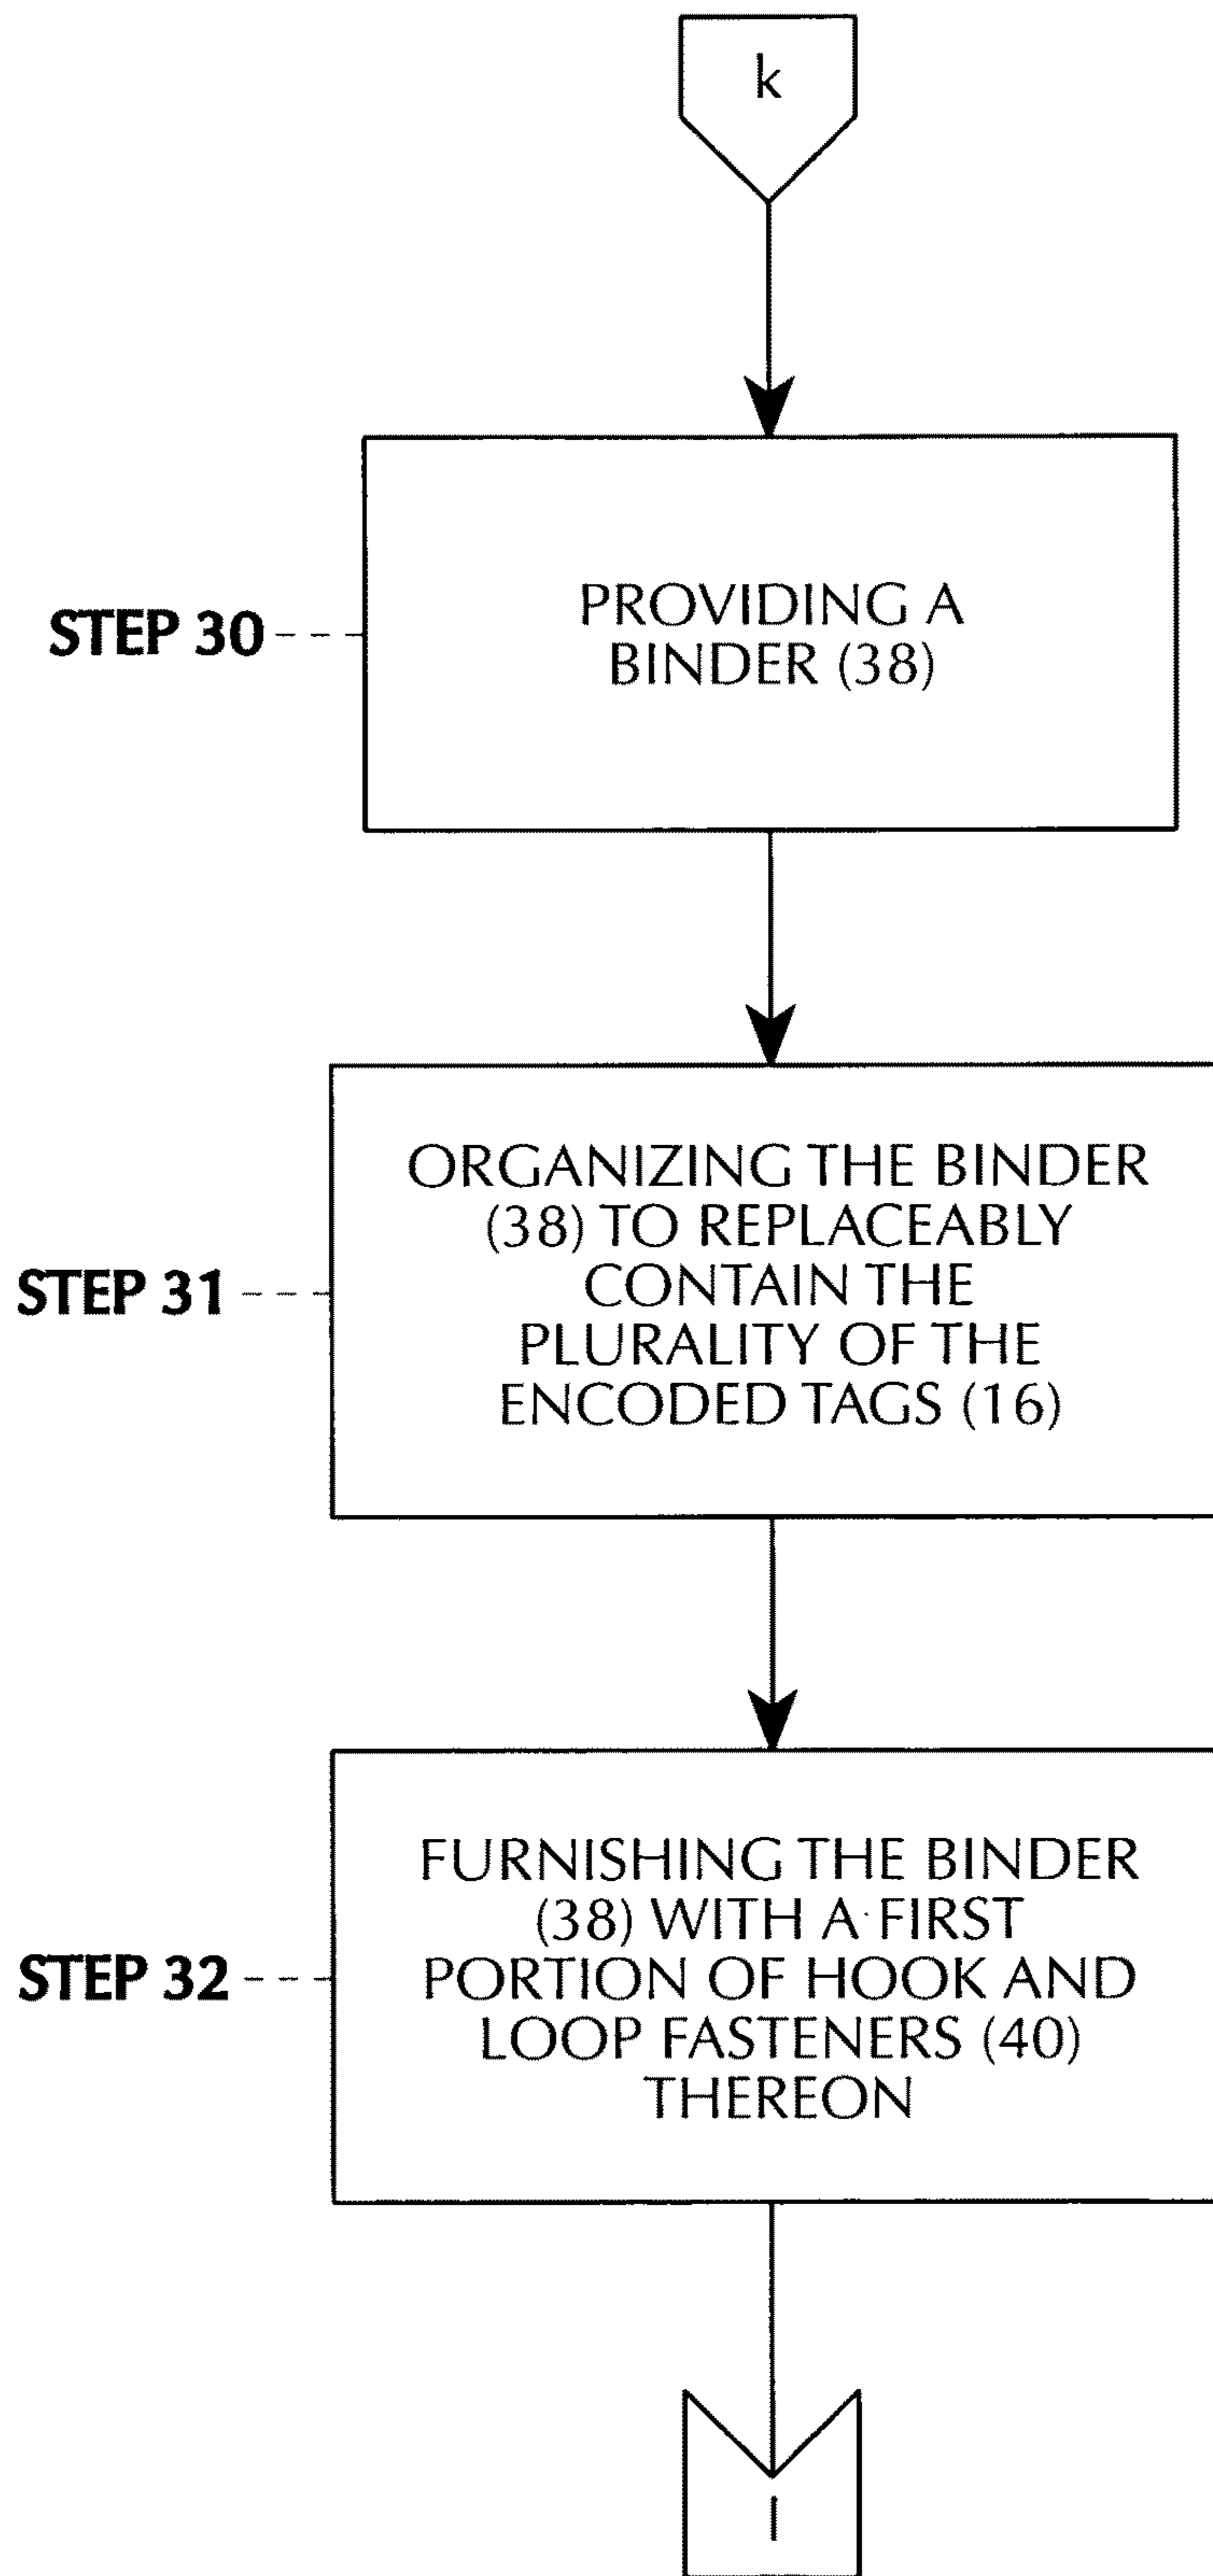 k
STEP 30
PROVIDING A
BINDER (38)
STEP 31
ORGANIZING THE BINDER
(38) TO REPLACEABLY
CONTAIN THE
PLURALITY OF THE
ENCODED TAGS (16)
STEP 32
FURNISHING THE BINDER
(38) WITH A FIRST
PORTION OF HOOK AND
LOOP FASTENERS (40)
THEREON
l